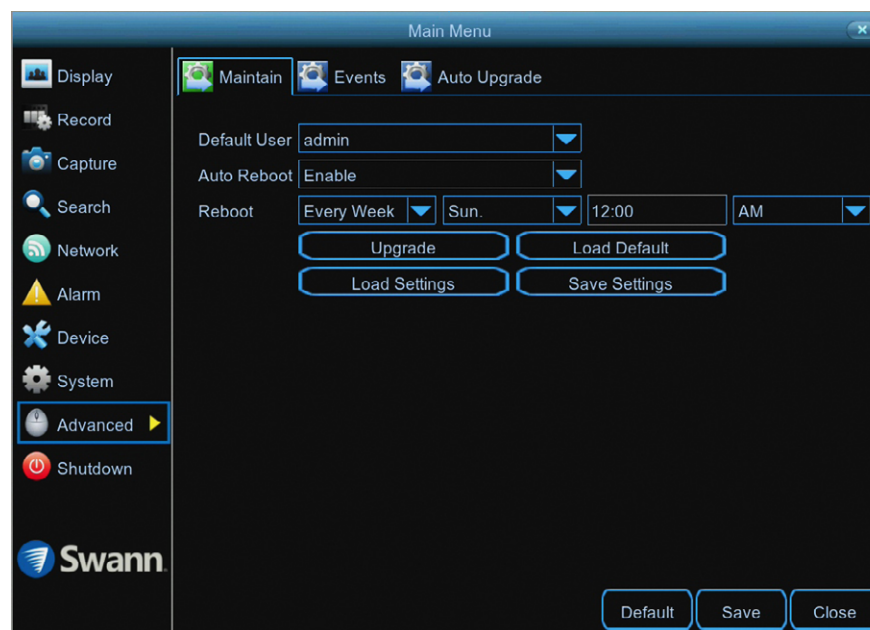 Main Menu
Display
Record
Capture
Search
Network
Alarm
Device
System
Advanced
Shutdown
Swann
Maintain Events Auto Upgrade
Default User admin
Auto Reboot Enable
Reboot Every Week Sun. 12:00 AM
Upgrade Load Default
Load Settings Save Settings
Default Save Close